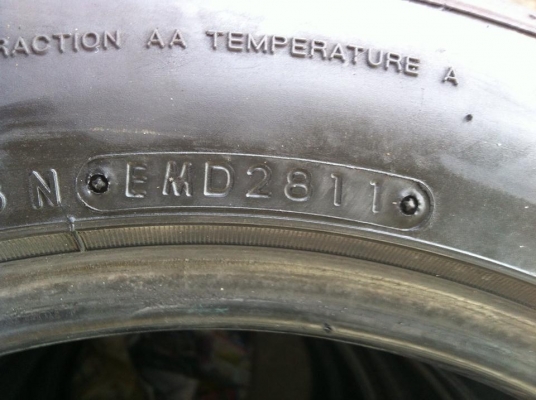 RACTION AA TEMPERATURE A
N EMD2811